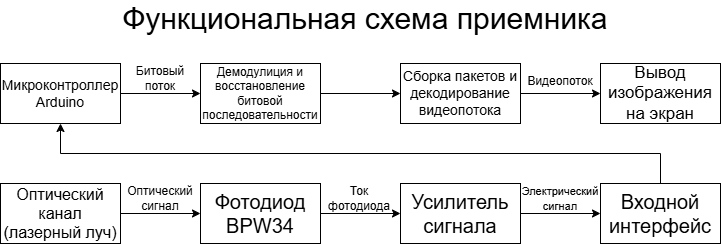 Функциональная схема приемника
Микроконтроллер
Arduino
Битовый
поток
Демодулиция и
восстановление
битовой
последовательности
Сборка пакетов и
декодирование
видеопотока
Видеопоток
Вывод
изображения
на экран
Оптический
канал
(лазерный луч)
Оптический
сигнал
Фотодиод
BPW34
Ток
фотодиода
Усилитель
сигнала
Электрический
сигнал
Входной
интерфейс